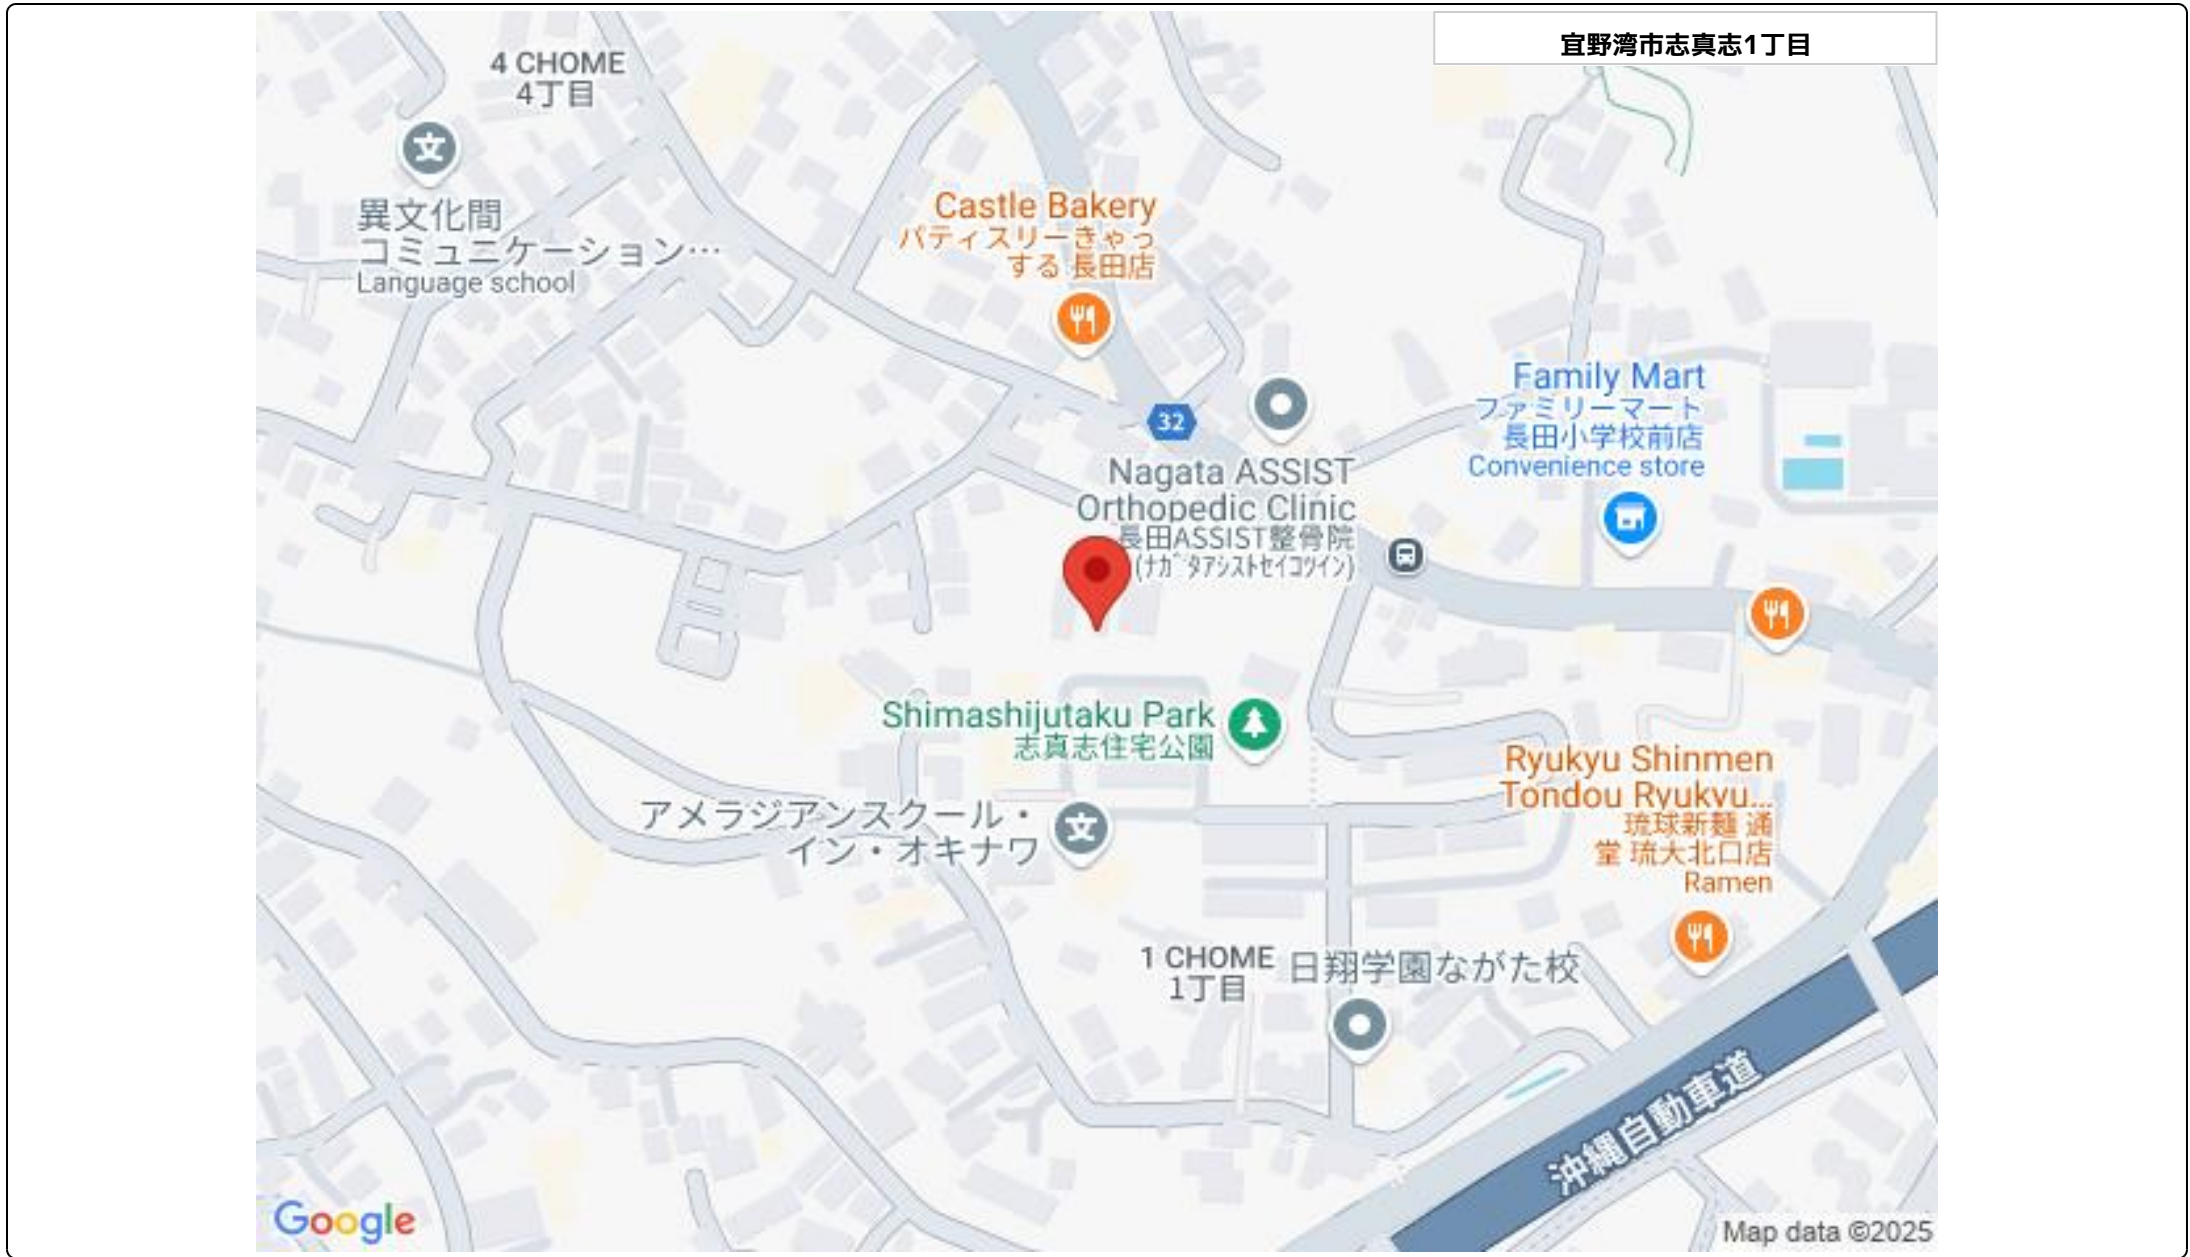 宜野湾市志真志1丁目
4 CHOME
4丁目
異文化間
コミュニケーション…
Language school
Castle Bakery
パティスリーきゃっ
する 長田店
32
Family Mart
ファミリーマート
長田小学校前店
Convenience store
Nagata ASSIST
Orthopedic Clinic
長田ASSIST整骨院
(ﾅｶﾞﾀｱｼｽﾄｾｲｺﾂｲﾝ)
Shimashijutaku Park
志真志住宅公園
Ryukyu Shinmen
Tondou Ryukyu...
琉球新麺 通
堂 琉大北口店
Ramen
アメラジアンスクール・
イン・オキナワ
文
文
1 CHOME
1丁目
日翔学園ながた校
沖縄自動車道
Google
Map data ©2025